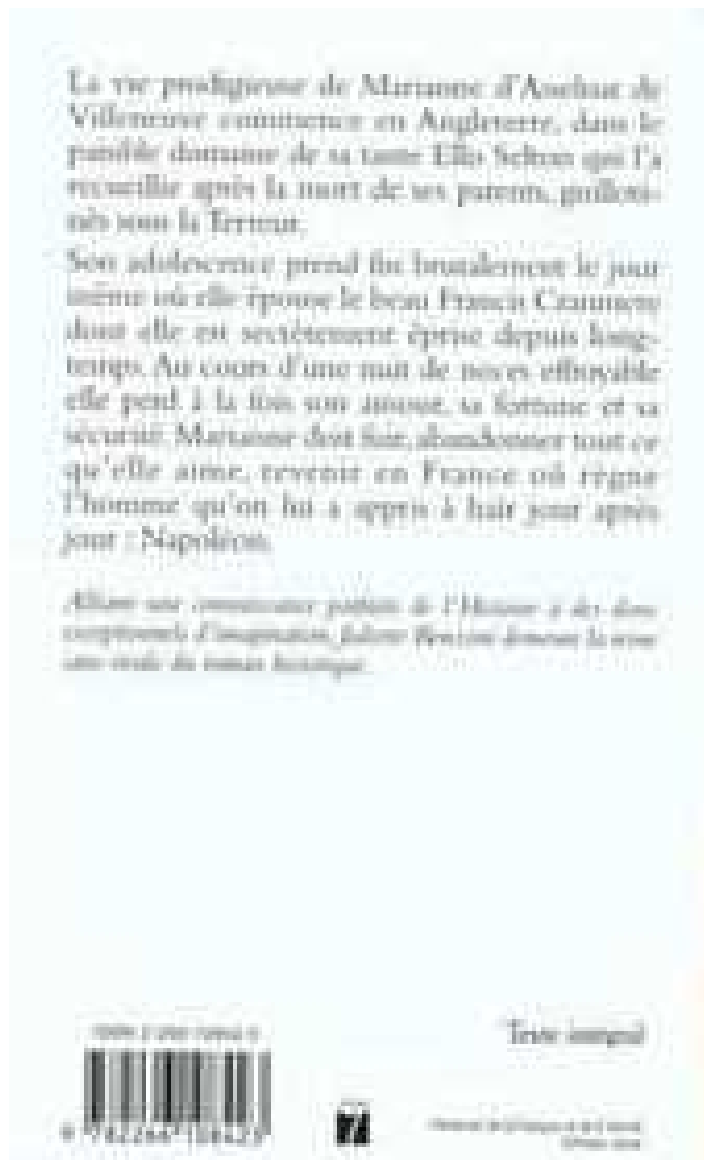 La vie prodigieuse de Marianne d'Asselnat de
Villeneuve commence en Angleterre, dans le
paisible domaine de sa tante Ellis Selton qui l'a
recueillie après la mort de ses parents, guilloti-
nés sous la Terreur.
Son adolescence prend fin brutalement le jour
même où elle épouse le beau Francis Cranmere
dont elle est secrètement éprise depuis long-
temps. Au cours d'une nuit de noces effroyable
elle perd à la fois son amour, sa fortune et sa
sécurité. Marianne doit fuir, abandonner tout ce
qu'elle aime, revenir en France où règne
l'homme qu'on lui a appris à haïr jour après
jour : Napoléon.
Alliant une connaissance parfaite de l'Histoire à des dons
exceptionnels d'imagination, Juliette Benzoni demeure la reine
du roman historique.
Texte intégral